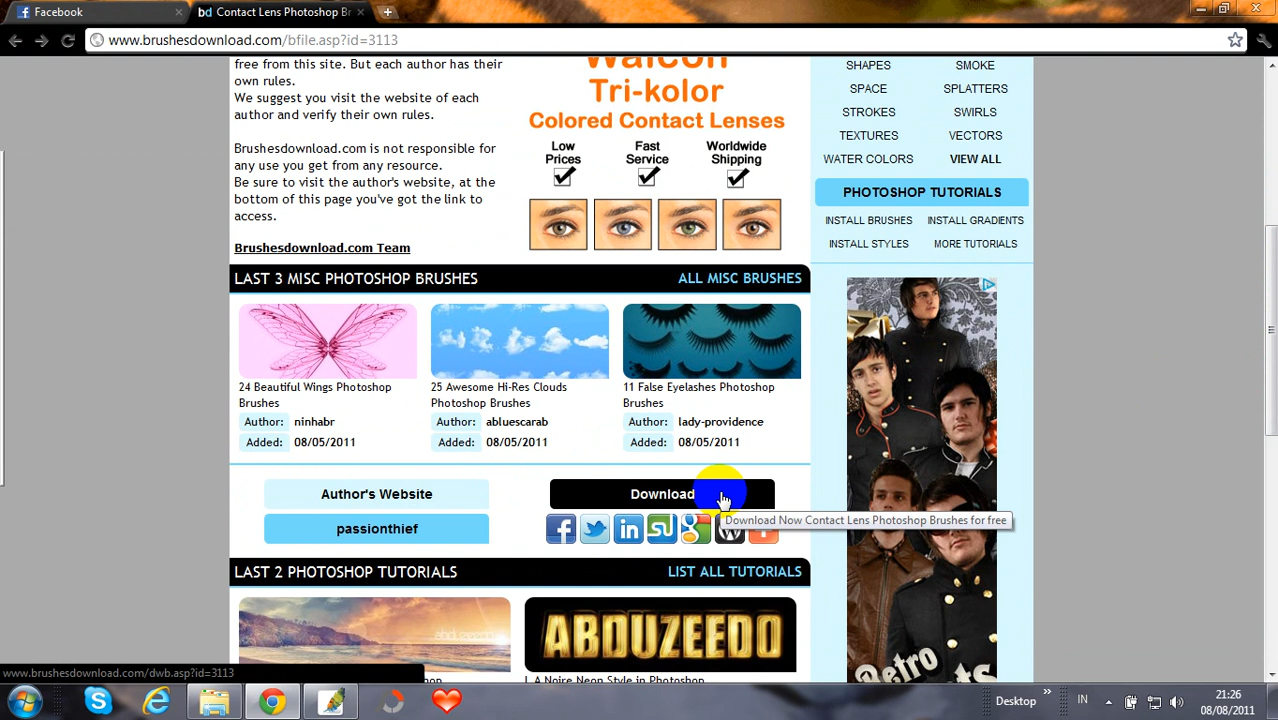 Facebook
bd Contact Lens Photoshop Br
www.brushesdownload.com/bfile.asp?id=3113
free from this site. But each author has their
own rules.
We suggest you visit the website of each
author and verify their own rules.
Brushesdownload.com is not responsible for
any use you get from any resource.
Be sure to visit the author's website, at the
bottom of this page you've got the link to
access.
Brushesdownload.com Team
Tri-kolor
Colored Contact Lenses
Low
Prices
Fast
Service
Worldwide
Shipping
SHAPES SMOKE
SPACE SPLATTERS
STROKES SWIRLS
TEXTURES VECTORS
WATER COLORS VIEW ALL
PHOTOSHOP TUTORIALS
INSTALL BRUSHES INSTALL GRADIENTS
INSTALL STYLES MORE TUTORIALS
LAST 3 MISC PHOTOSHOP BRUSHES ALL MISC BRUSHES
24 Beautiful Wings Photoshop
Brushes
Author: ninhabr
Added: 08/05/2011
25 Awesome Hi-Res Clouds
Photoshop Brushes
Author: abluescarab
Added: 08/05/2011
11 False Eyelashes Photoshop
Brushes
Author: lady-providence
Added: 08/05/2011
Author's Website
Download
passionthief
Download Now Contact Lens Photoshop Brushes for free
LAST 2 PHOTOSHOP TUTORIALS LIST ALL TUTORIALS
ABDUZEEDO
L.A Noire Neon Style in Photoshop
Retro
www.brushesdownload.com/dwb.asp?id=3113
Desktop
IN
21:26
08/08/2011